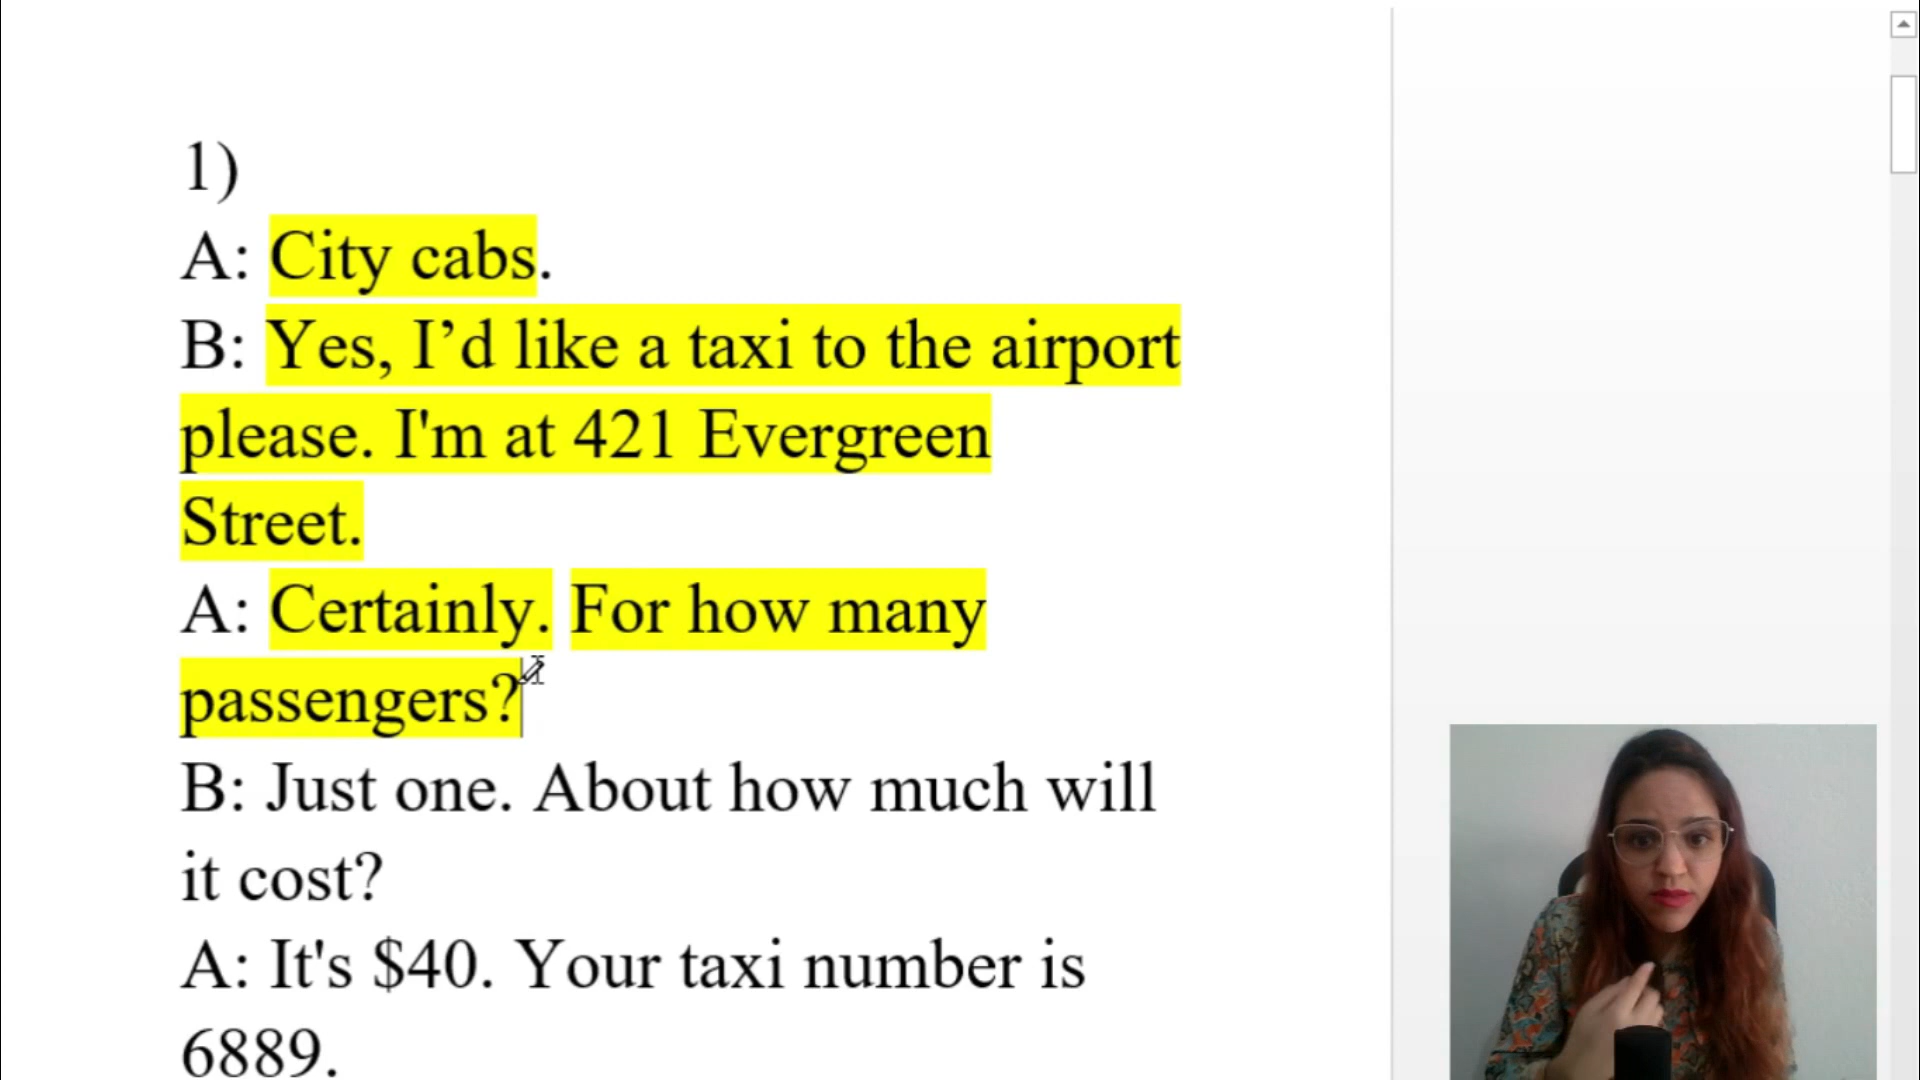 1)
A: City cabs.
B: Yes, I’d like a taxi to the airport
please. I'm at 421 Evergreen
Street.
A: Certainly. For how many
passengers?
B: Just one. About how much will
it cost?
A: It's $40. Your taxi number is
6889.